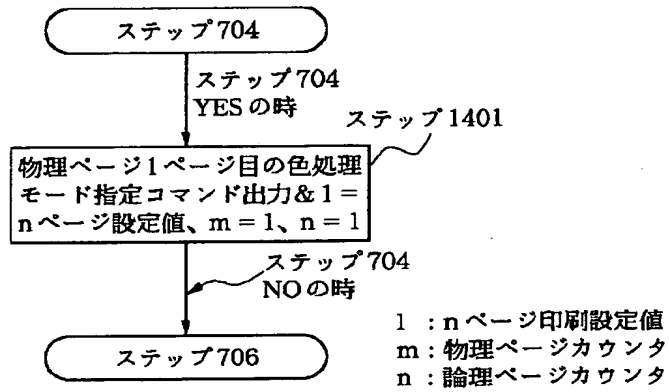 ステップ704
ステップ704
YESの時
ステップ1401
物理ページ1ページ目の色処理
モード指定コマンド出力&1=
nページ設定値、m=1、n=1
ステップ704
NOの時
ステップ706
1:nページ印刷設定値
m:物理ページカウンタ
n:論理ページカウンタ